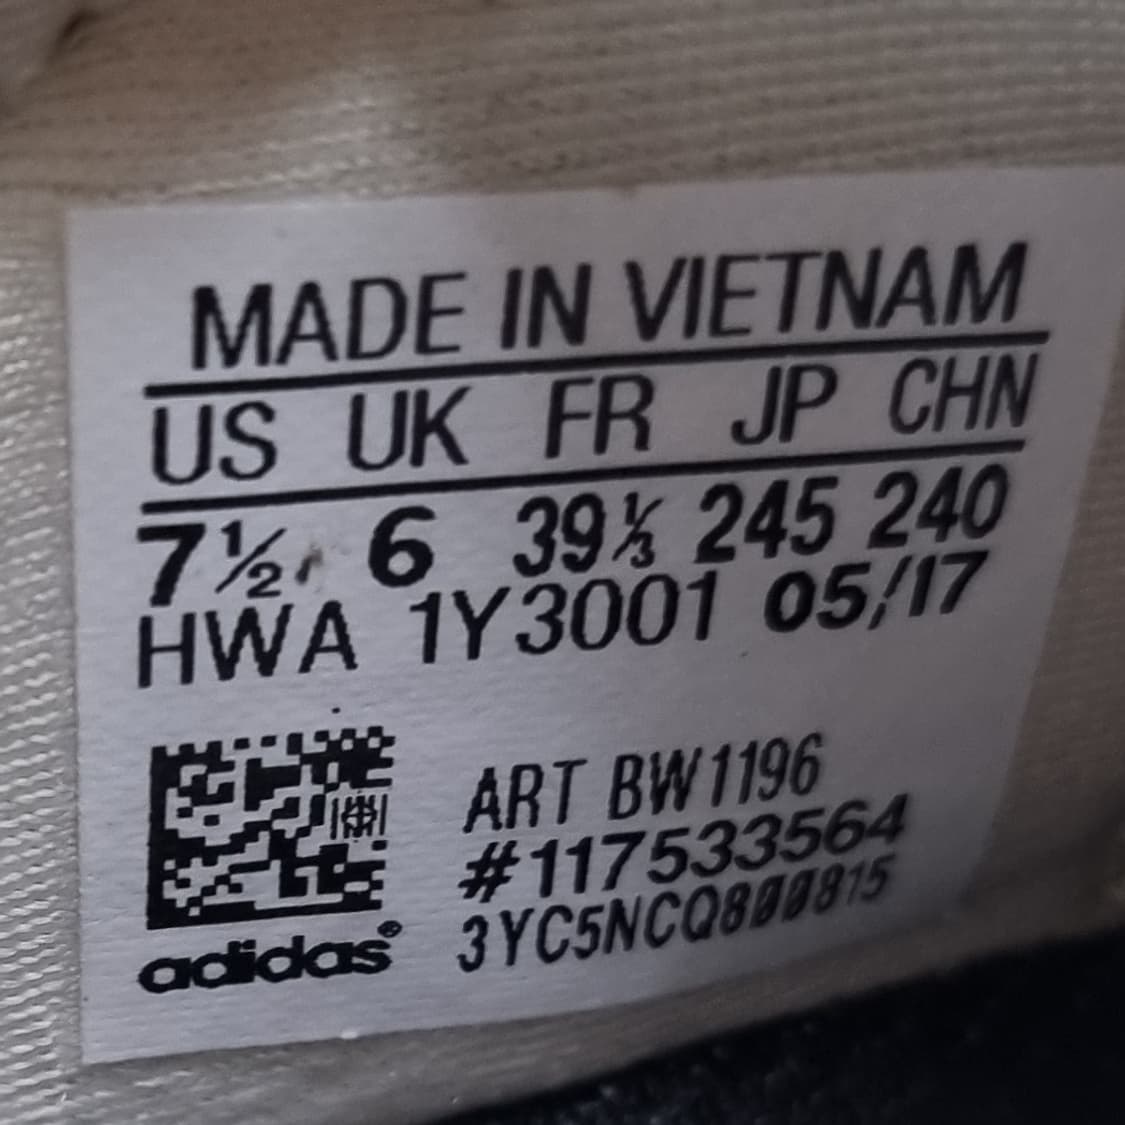 MADE IN VIETNAM
US UK FR JP CHN
7½ 6 39⅓ 245 240
HWA 1Y3001 05/17
ART BW1196
#117533564
3YC5NCQ800815
adidas®